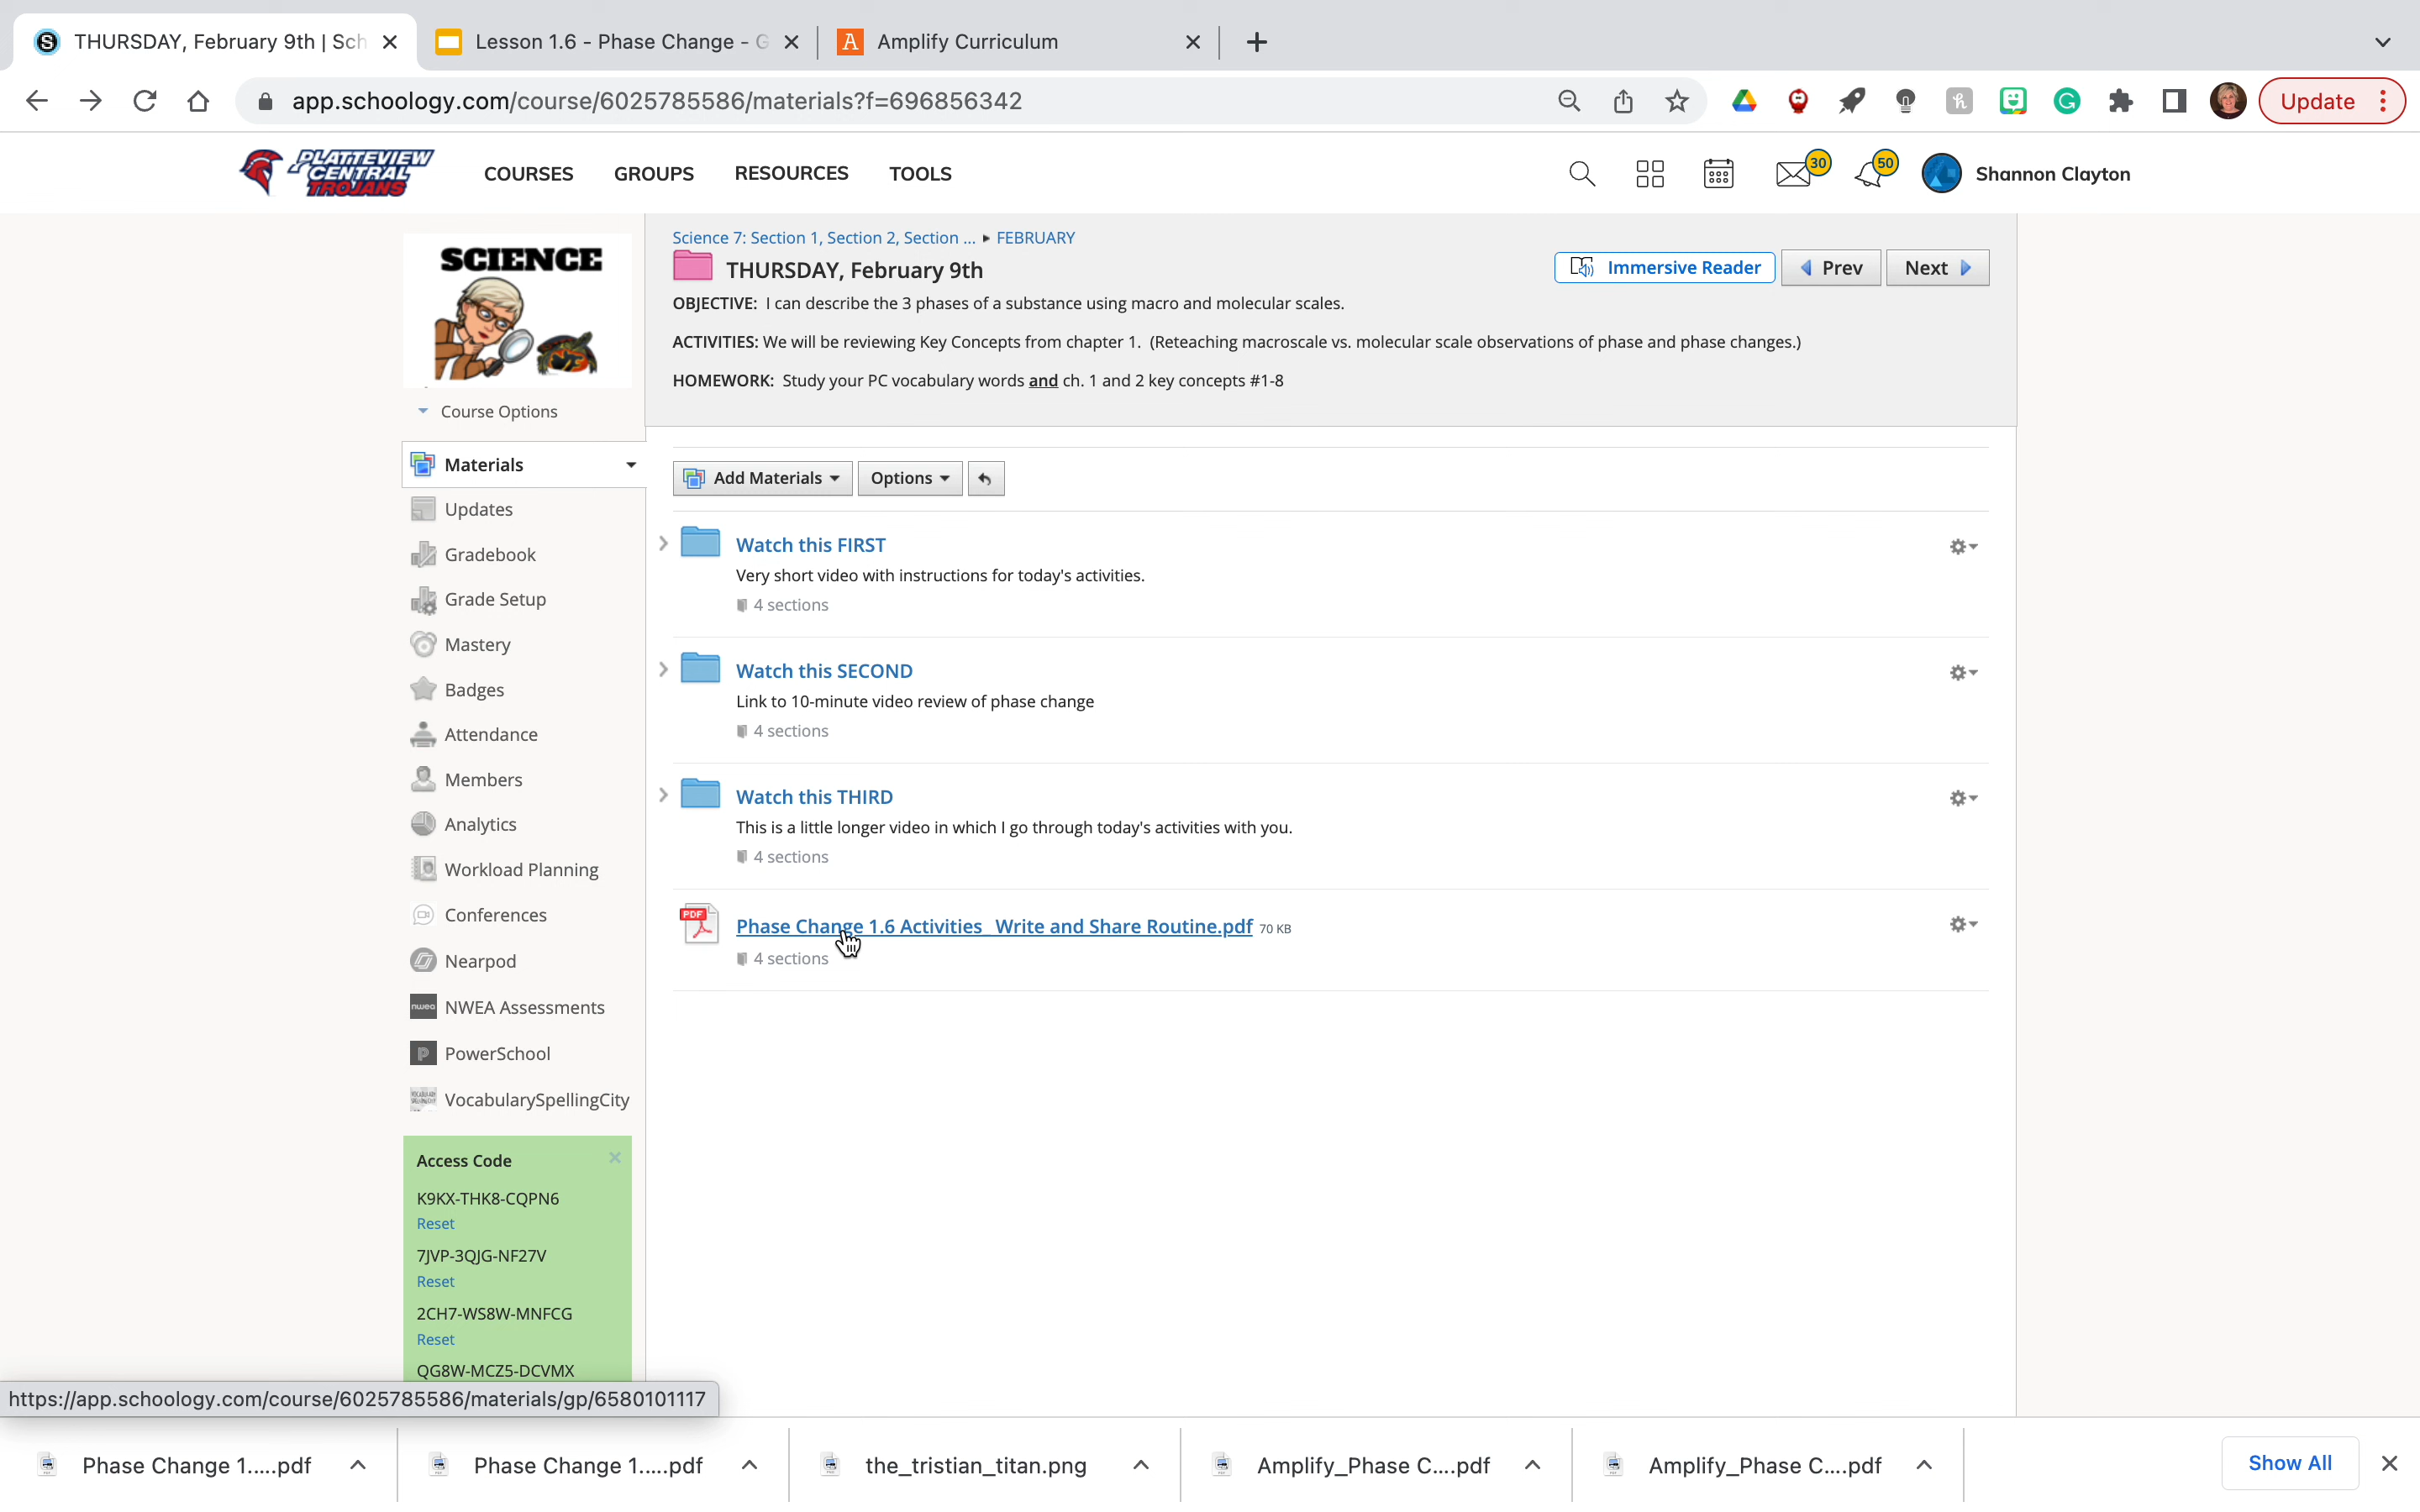 THURSDAY, February 9th | Sch
Lesson 1.6 - Phase Change - G
Amplify Curriculum
app.schoology.com/course/6025785586/materials?f=696856342
Update
PLATTEVIEW
CENTRAL
TROJANS
COURSES
GROUPS
RESOURCES
TOOLS
30
50
Shannon Clayton
SCIENCE
Course Options
Materials
Updates
Gradebook
Grade Setup
Mastery
Badges
Attendance
Members
Analytics
Workload Planning
Conferences
Nearpod
nwea NWEA Assessments
PowerSchool
VocabularySpellingCity
Access Code
K9KX-THK8-CQPN6
Reset
7JVP-3QJG-NF27V
Reset
2CH7-WS8W-MNFCG
Reset
QG8W-MCZ5-DCVMX
Science 7: Section 1, Section 2, Section ... ▸ FEBRUARY
THURSDAY, February 9th
Immersive Reader
Prev
Next
OBJECTIVE: I can describe the 3 phases of a substance using macro and molecular scales.
ACTIVITIES: We will be reviewing Key Concepts from chapter 1. (Reteaching macroscale vs. molecular scale observations of phase and phase changes.)
HOMEWORK: Study your PC vocabulary words and ch. 1 and 2 key concepts #1-8
Add Materials
Options
Watch this FIRST
Very short video with instructions for today's activities.
4 sections
Watch this SECOND
Link to 10-minute video review of phase change
4 sections
Watch this THIRD
This is a little longer video in which I go through today's activities with you.
4 sections
PDF
Phase Change 1.6 Activities_ Write and Share Routine.pdf 70 KB
4 sections
https://app.schoology.com/course/6025785586/materials/gp/6580101117
Phase Change 1.....pdf
Phase Change 1.....pdf
the_tristian_titan.png
Amplify_Phase C....pdf
Amplify_Phase C....pdf
Show All